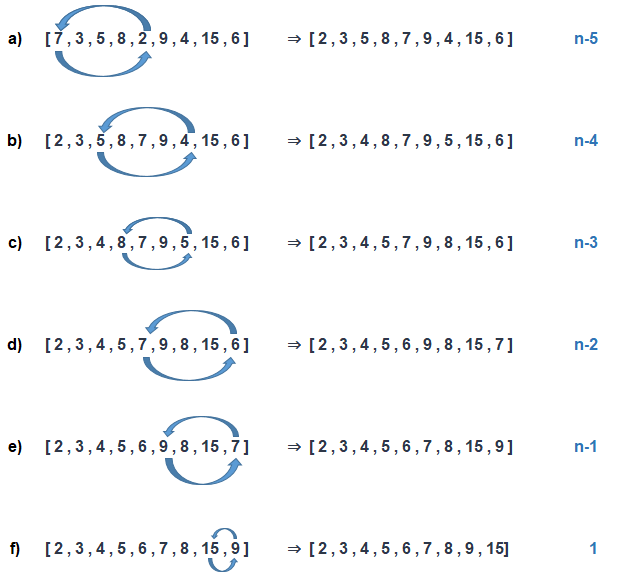 a) [ 7 , 3 , 5 , 8 , 2 , 9 , 4 , 15 , 6 ] ⇒ [ 2 , 3 , 5 , 8 , 7 , 9 , 4 , 15 , 6 ] n-5
b) [ 2 , 3 , 5 , 8 , 7 , 9 , 4 , 15 , 6 ] ⇒ [ 2 , 3 , 4 , 8 , 7 , 9 , 5 , 15 , 6 ] n-4
c) [ 2 , 3 , 4 , 8 , 7 , 9 , 5 , 15 , 6 ] ⇒ [ 2 , 3 , 4 , 5 , 7 , 9 , 8 , 15 , 6 ] n-3
d) [ 2 , 3 , 4 , 5 , 7 , 9 , 8 , 15 , 6 ] ⇒ [ 2 , 3 , 4 , 5 , 6 , 9 , 8 , 15 , 7 ] n-2
e) [ 2 , 3 , 4 , 5 , 6 , 9 , 8 , 15 , 7 ] ⇒ [ 2 , 3 , 4 , 5 , 6 , 7 , 8 , 15 , 9 ] n-1
f) [ 2 , 3 , 4 , 5 , 6 , 7 , 8 , 15 , 9 ] ⇒ [ 2 , 3 , 4 , 5 , 6 , 7 , 8 , 9 , 15] 1